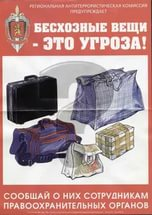 РЕГИОНАЛЬНАЯ АНТИТЕРРОРИСТИЧЕСКАЯ КОМИССИЯ
ПРЕДУПРЕЖДАЕТ
БЕСХОЗНЫЕ ВЕЩИ
- ЭТО УГРОЗА!
СООБЩАЙ О НИХ СОТРУДНИКАМ
ПРАВООХРАНИТЕЛЬНЫХ ОРГАНОВ